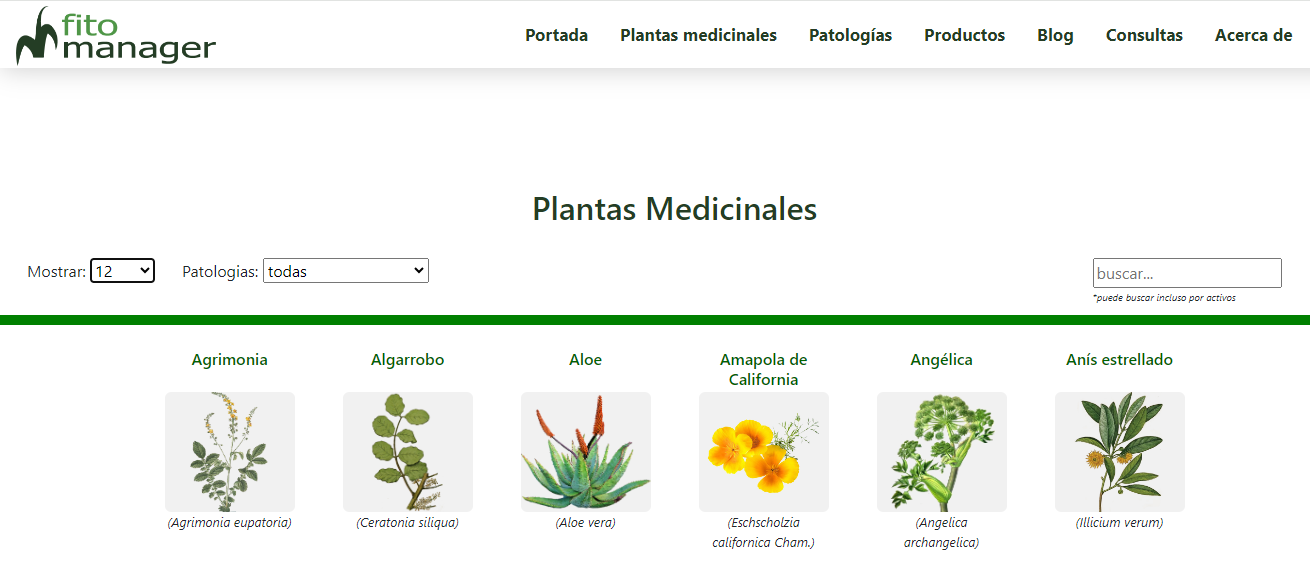 fito
manager
Portada Plantas medicinales Patologías Productos Blog Consultas Acerca de
Plantas Medicinales
Mostrar: 12 Patologias: todas buscar...
*puede buscar incluso por activos
Agrimonia
(Agrimonia eupatoria)
Algarrobo
(Ceratonia siliqua)
Aloe
(Aloe vera)
Amapola de
California
(Eschscholzia
californica Cham.)
Angélica
(Angelica
archangelica)
Anís estrellado
(Illicium verum)